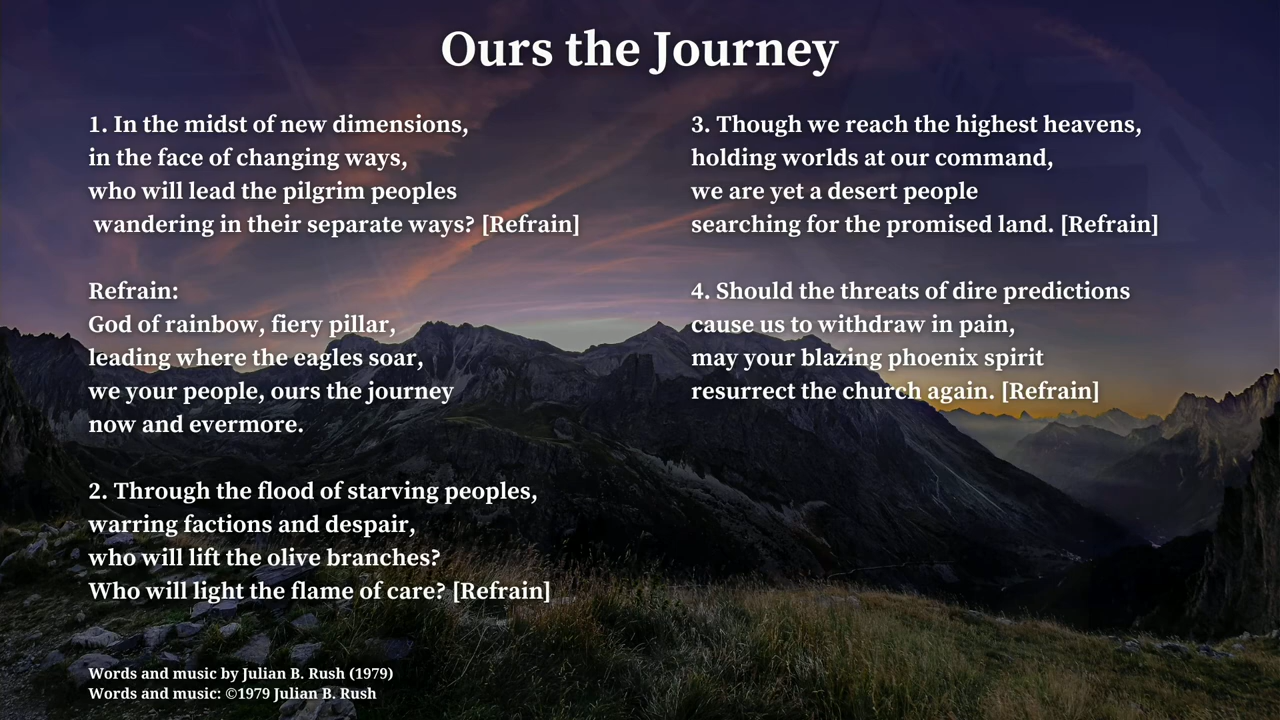 Ours the Journey
1. In the midst of new dimensions,
in the face of changing ways,
who will lead the pilgrim peoples
wandering in their separate ways? [Refrain]
Refrain:
God of rainbow, fiery pillar,
leading where the eagles soar,
we your people, ours the journey
now and evermore.
2. Through the flood of starving peoples,
warring factions and despair,
who will lift the olive branches?
Who will light the flame of care? [Refrain]
3. Though we reach the highest heavens,
holding worlds at our command,
we are yet a desert people
searching for the promised land. [Refrain]
4. Should the threats of dire predictions
cause us to withdraw in pain,
may your blazing phoenix spirit
resurrect the church again. [Refrain]
Words and music by Julian B. Rush (1979)
Words and music: ©1979 Julian B. Rush